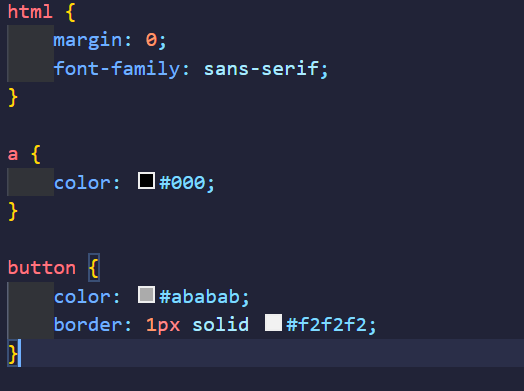 html {
margin: 0;
font-family: sans-serif;
}
a {
color: #000;
}
button {
color: #ababab;
border: 1px solid #f2f2f2;
}